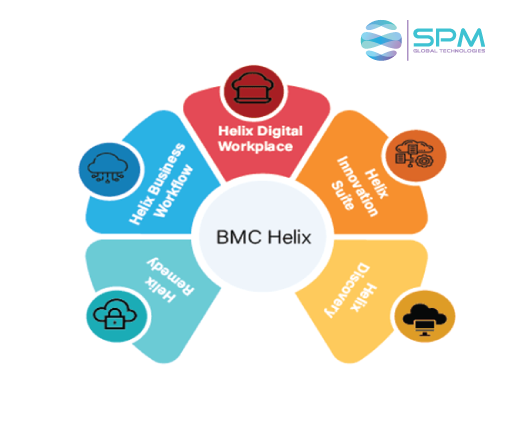 SPM
GLOBAL TECHNOLOGIES
Helix Digital
Workplace
Helix Business
Workflow
Helix
Innovation
Suite
BMC Helix
Helix
Remedy
Helix
Discovery